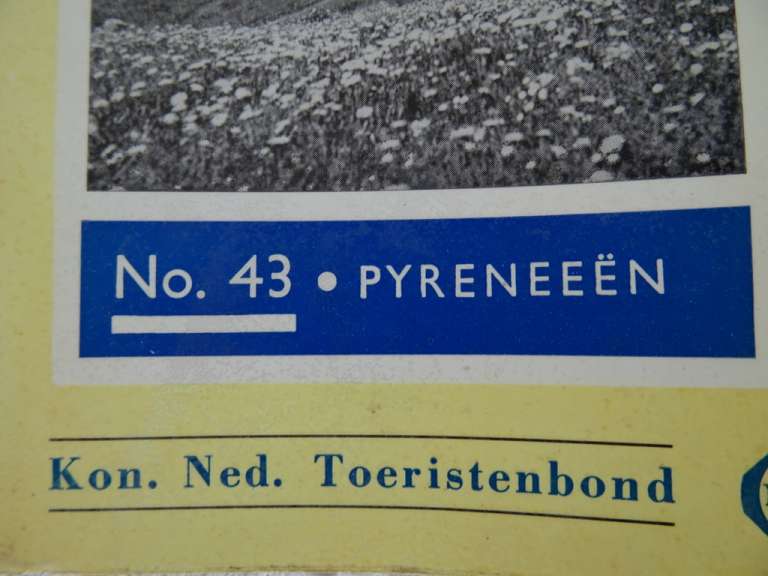 No. 43 • PYRENEEËN
Kon. Ned. Toeristenbond